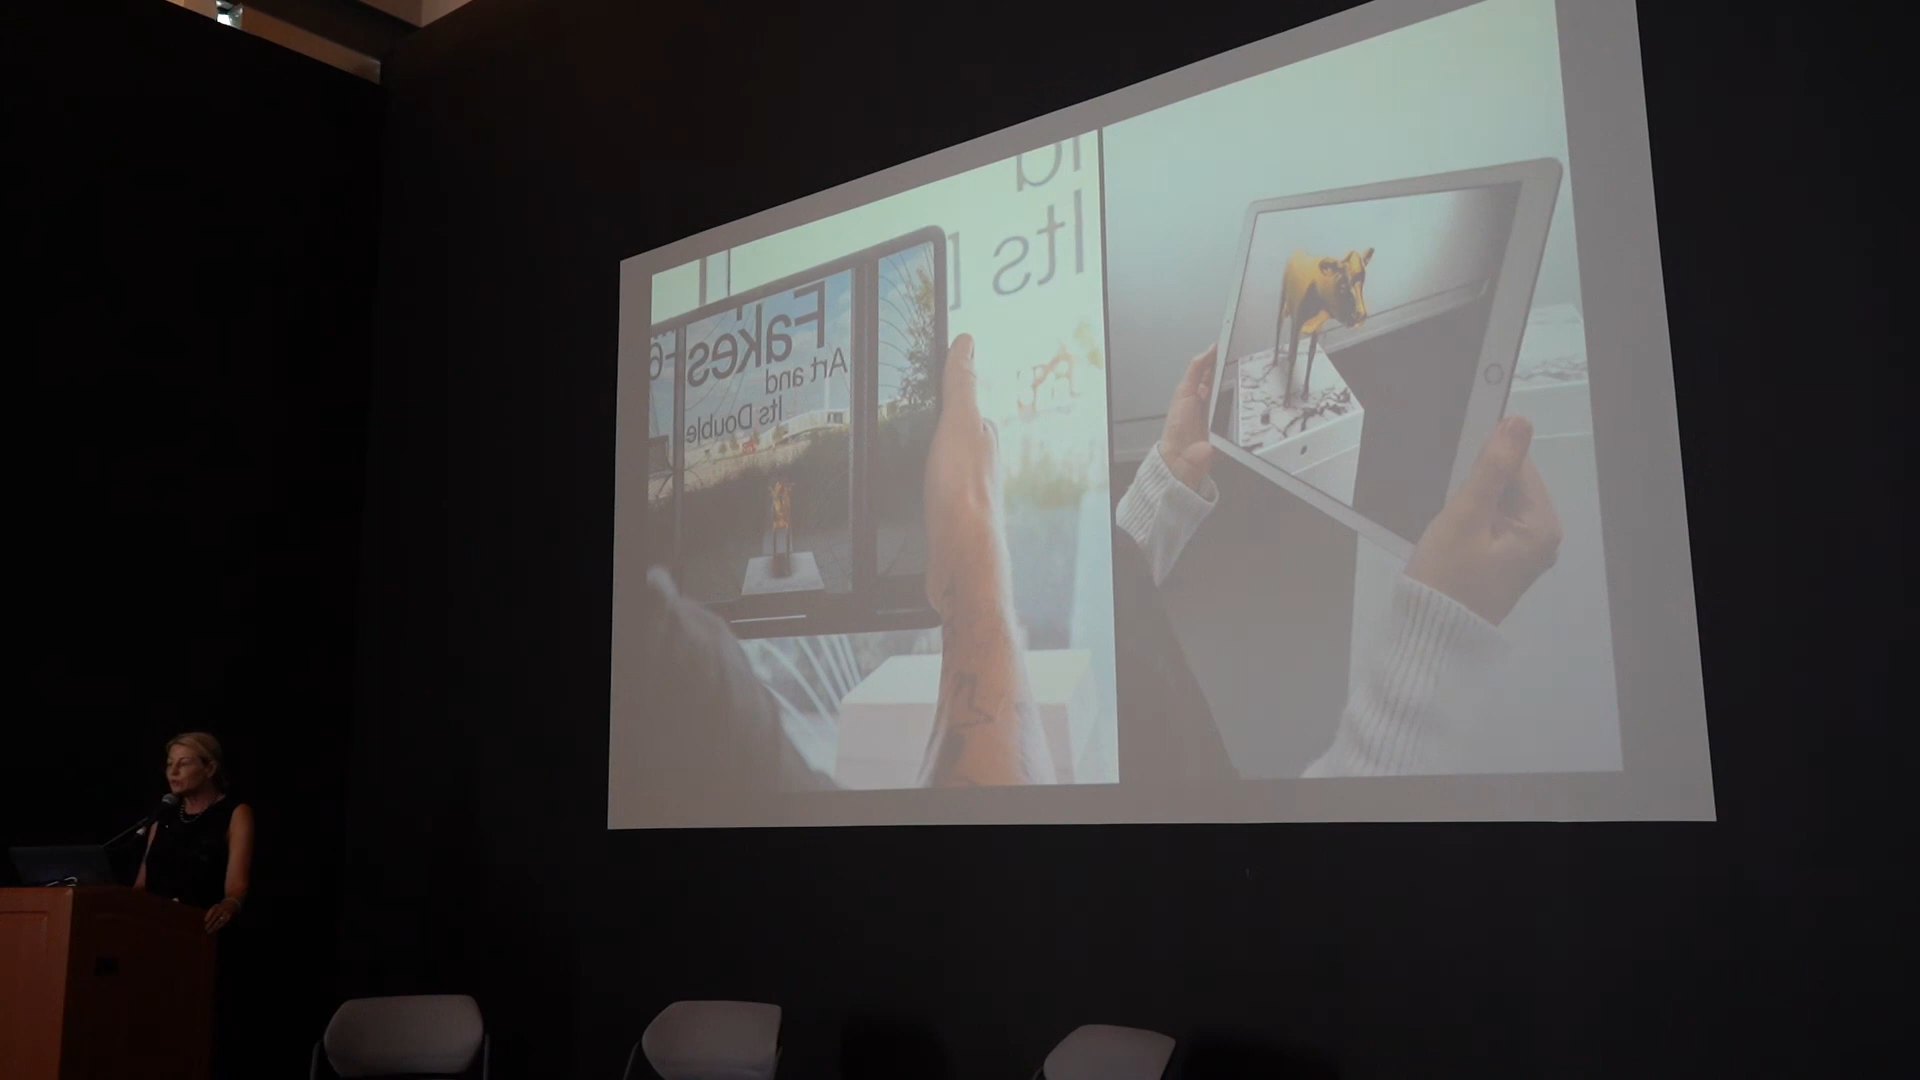 Fakes
Art and
Its Double
Its